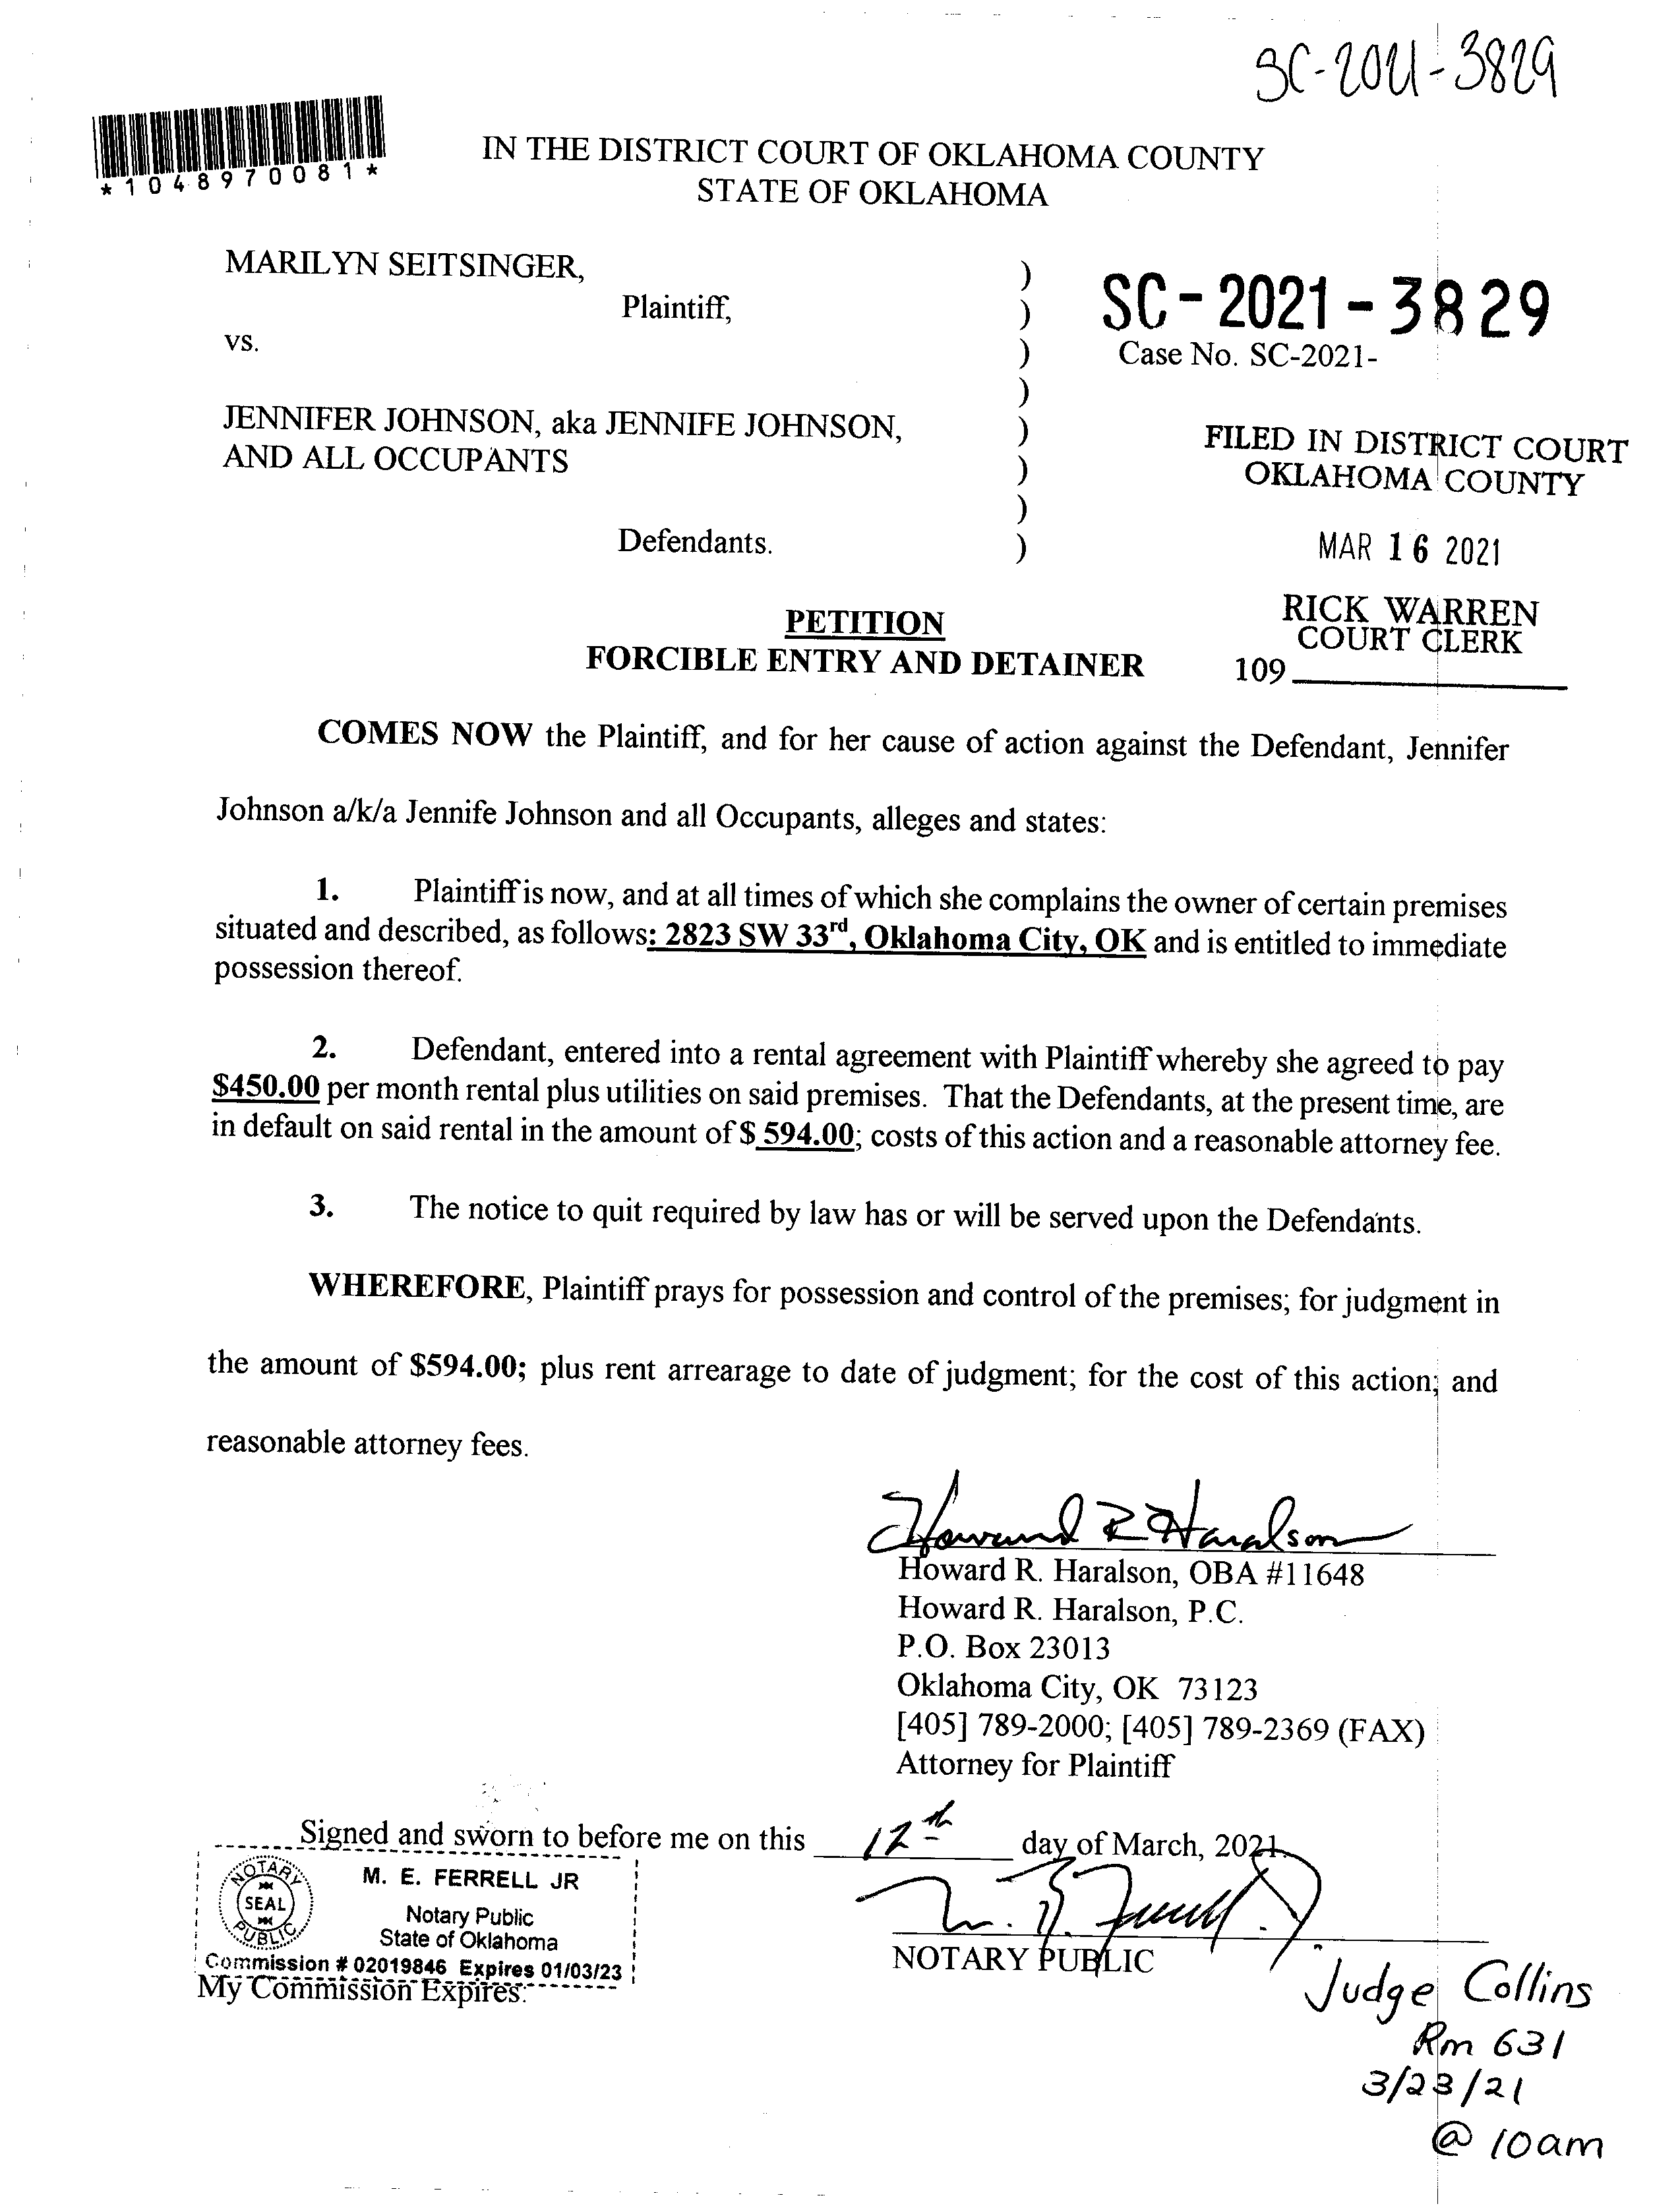 SC-2021-3829
*1048970081*
IN THE DISTRICT COURT OF OKLAHOMA COUNTY
STATE OF OKLAHOMA
MARILYN SEITSINGER, )
Plaintiff, )
vs. )
)
JENNIFER JOHNSON, aka JENNIFE JOHNSON, )
AND ALL OCCUPANTS )
)
Defendants. )
SC-2021-3829
Case No. SC-2021-
FILED IN DISTRICT COURT
OKLAHOMA COUNTY
MAR 16 2021
RICK WARREN
COURT CLERK
109
PETITION
FORCIBLE ENTRY AND DETAINER
COMES NOW the Plaintiff, and for her cause of action against the Defendant, Jennifer
Johnson a/k/a Jennife Johnson and all Occupants, alleges and states:
1. Plaintiff is now, and at all times of which she complains the owner of certain premises
situated and described, as follows: 2823 SW 33rd, Oklahoma City, OK and is entitled to immediate
possession thereof.
2. Defendant, entered into a rental agreement with Plaintiff whereby she agreed to pay
$450.00 per month rental plus utilities on said premises. That the Defendants, at the present time, are
in default on said rental in the amount of $ 594.00; costs of this action and a reasonable attorney fee.
3. The notice to quit required by law has or will be served upon the Defendants.
WHEREFORE, Plaintiff prays for possession and control of the premises; for judgment in
the amount of $594.00; plus rent arrearage to date of judgment; for the cost of this action; and
reasonable attorney fees.
Howard R Haralson
Howard R. Haralson, OBA #11648
Howard R. Haralson, P.C.
P.O. Box 23013
Oklahoma City, OK 73123
[405] 789-2000; [405] 789-2369 (FAX)
Attorney for Plaintiff
Signed and sworn to before me on this 12th day of March, 2021.
NOTARY PUBLIC
SEAL
M. E. FERRELL JR
Notary Public
State of Oklahoma
Commission # 02019846 Expires 01/03/23
NOTARY PUBLIC
My Commission Expires:
Judge Collins
Rm 631
3/23/21
@ 10am